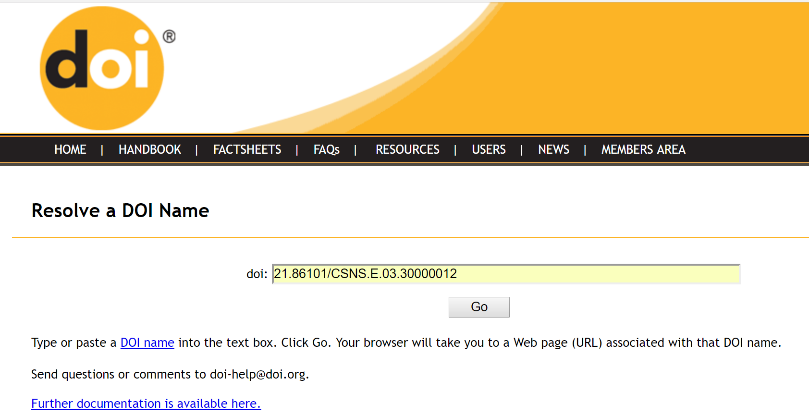 doi®
HOME | HANDBOOK | FACTSHEETS | FAQs | RESOURCES | USERS | NEWS | MEMBERS AREA
Resolve a DOI Name
doi: 21.86101/CSNS.E.03.30000012
Go
Type or paste a DOI name into the text box. Click Go. Your browser will take you to a Web page (URL) associated with that DOI name.
Send questions or comments to doi-help@doi.org.
Further documentation is available here.